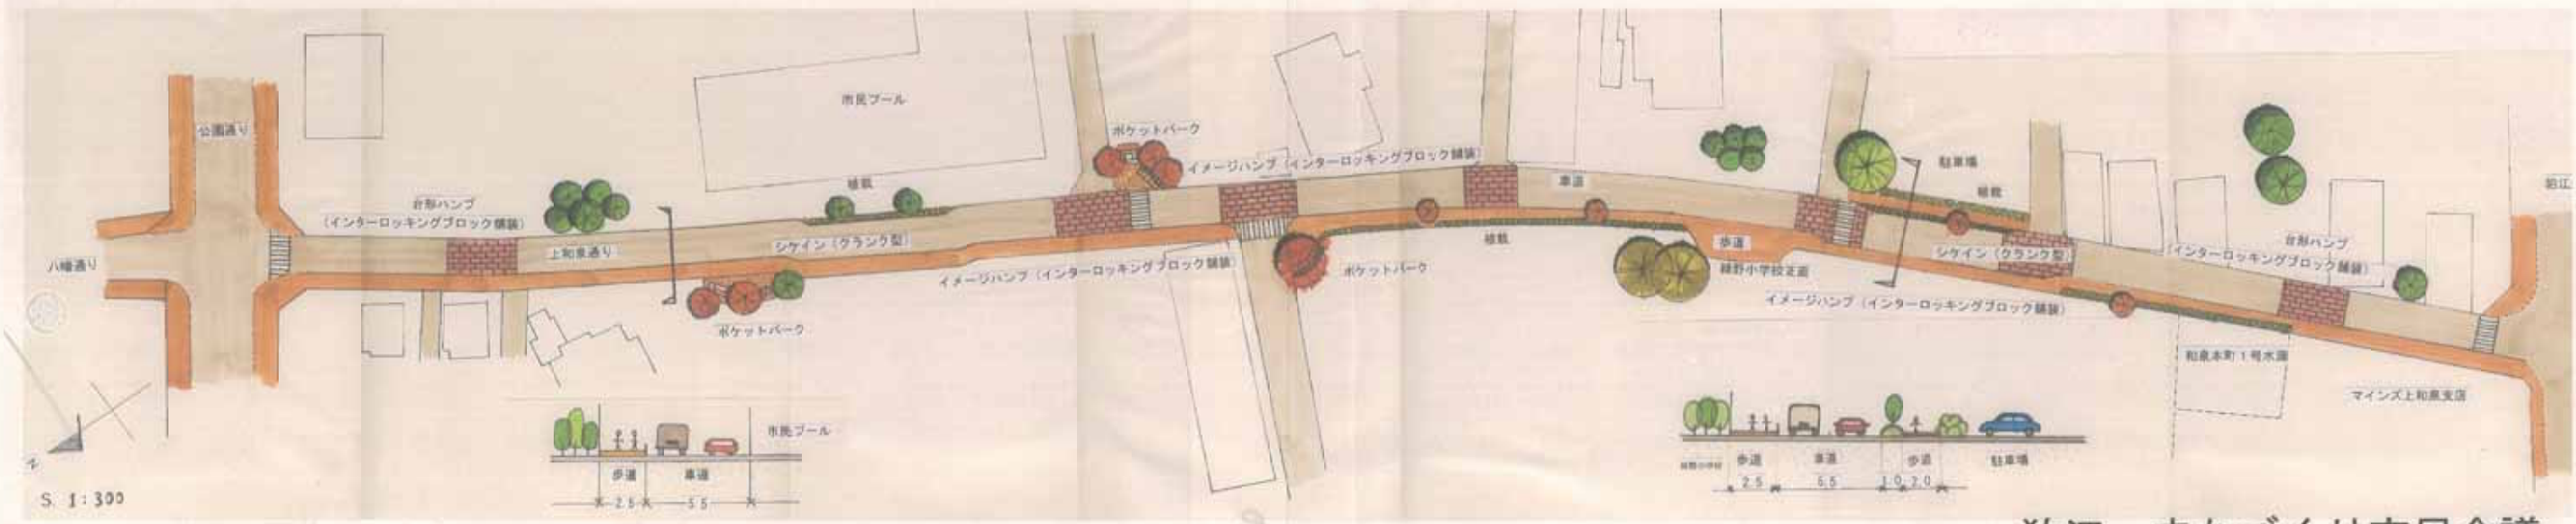 公園通り
八幡通り
台形ハンプ
(インターロッキングブロック舗装)
上和泉通り
市民プール
植栽
シケイン (クランク型)
ポケットパーク
イメージハンプ (インターロッキングブロック舗装)
ポケットパーク
イメージハンプ (インターロッキングブロック舗装)
ポケットパーク
車道
植栽
歩道
緑野小学校正面
駐車場
植栽
シケイン (クランク型)
イメージハンプ (インターロッキングブロック舗装)
台形ハンプ
(インターロッキングブロック舗装)
狛江
和泉本町1号水源
マインズ上和泉支店
市民プール
歩道 車道
2.5 5.5
緑野小学校 歩道 車道 歩道 駐車場
2.5 5.5 1.0 2.0
N
S 1:300